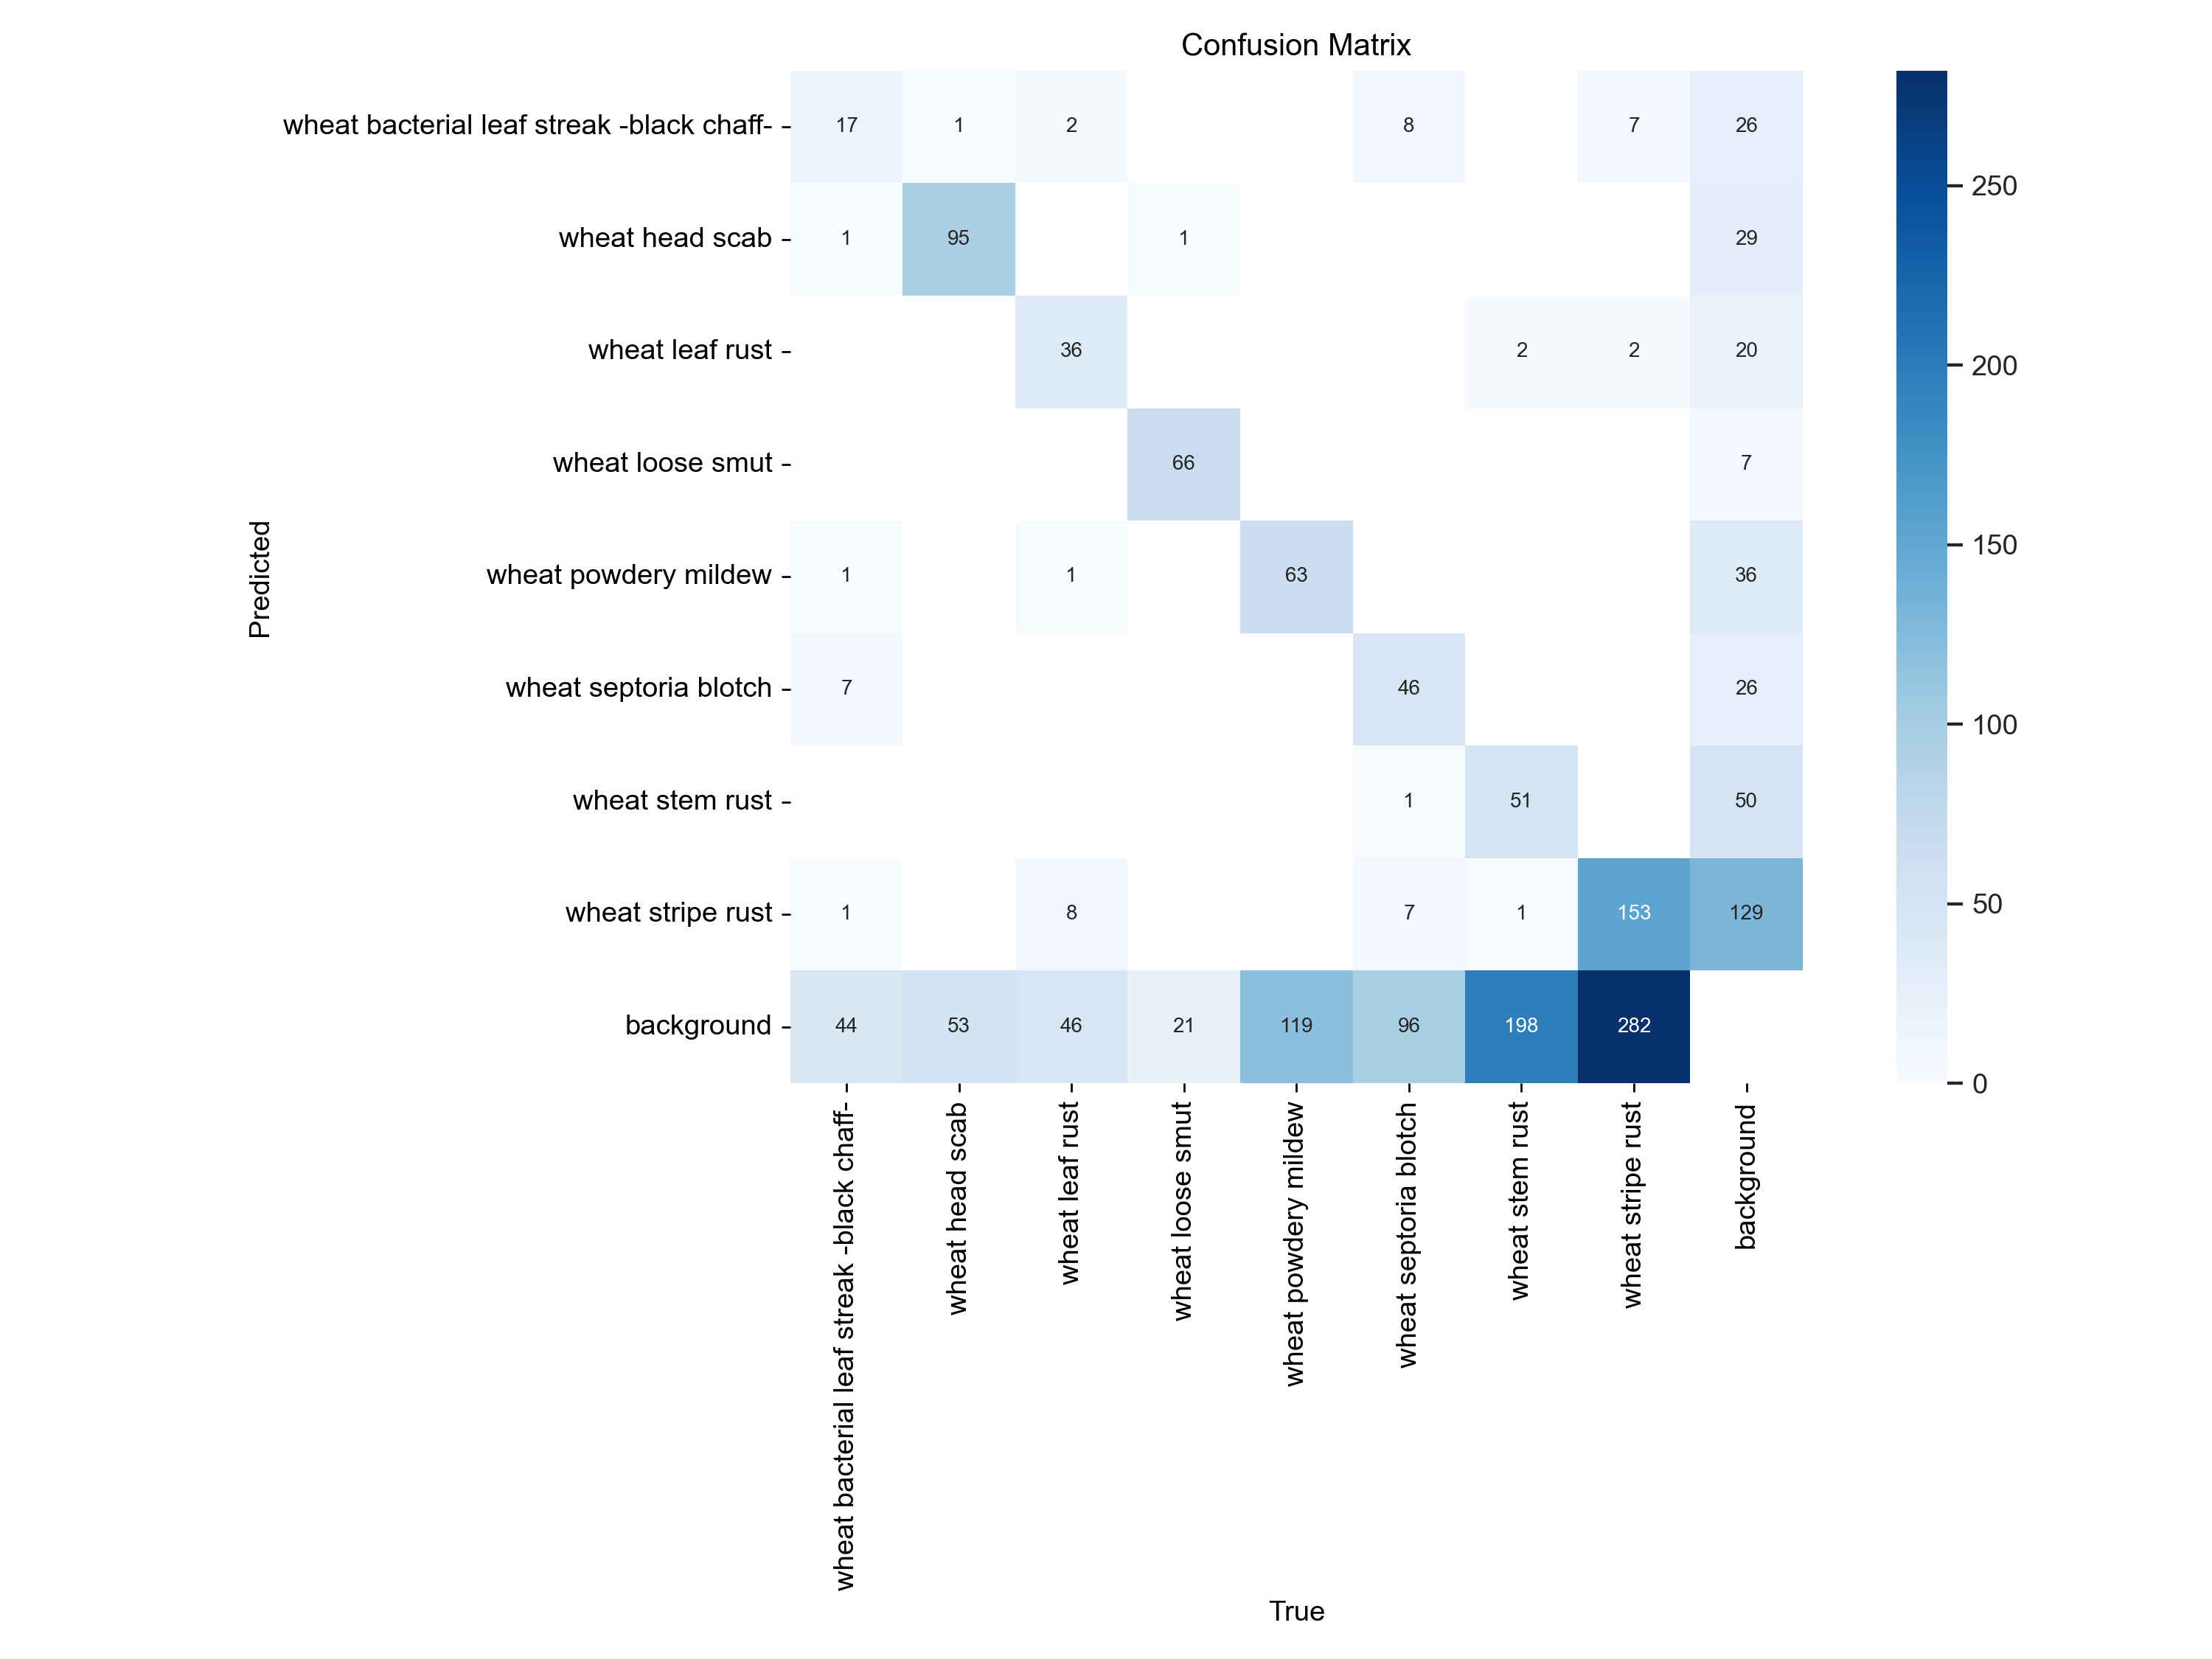 Confusion Matrix
wheat bacterial leaf streak -black chaff- 17 1 2 8 7 26
wheat head scab 1 95 1 29
wheat leaf rust 36 2 2 20
wheat loose smut 66 7
wheat powdery mildew 1 1 63 36
wheat septoria blotch 7 46 26
wheat stem rust 1 51 50
wheat stripe rust 1 8 7 1 153 129
background 44 53 46 21 119 96 198 282
Predicted
wheat bacterial leaf streak -black chaff-
wheat head scab
wheat leaf rust
wheat loose smut
wheat powdery mildew
wheat septoria blotch
wheat stem rust
wheat stripe rust
background
True
250
200
150
100
50
0